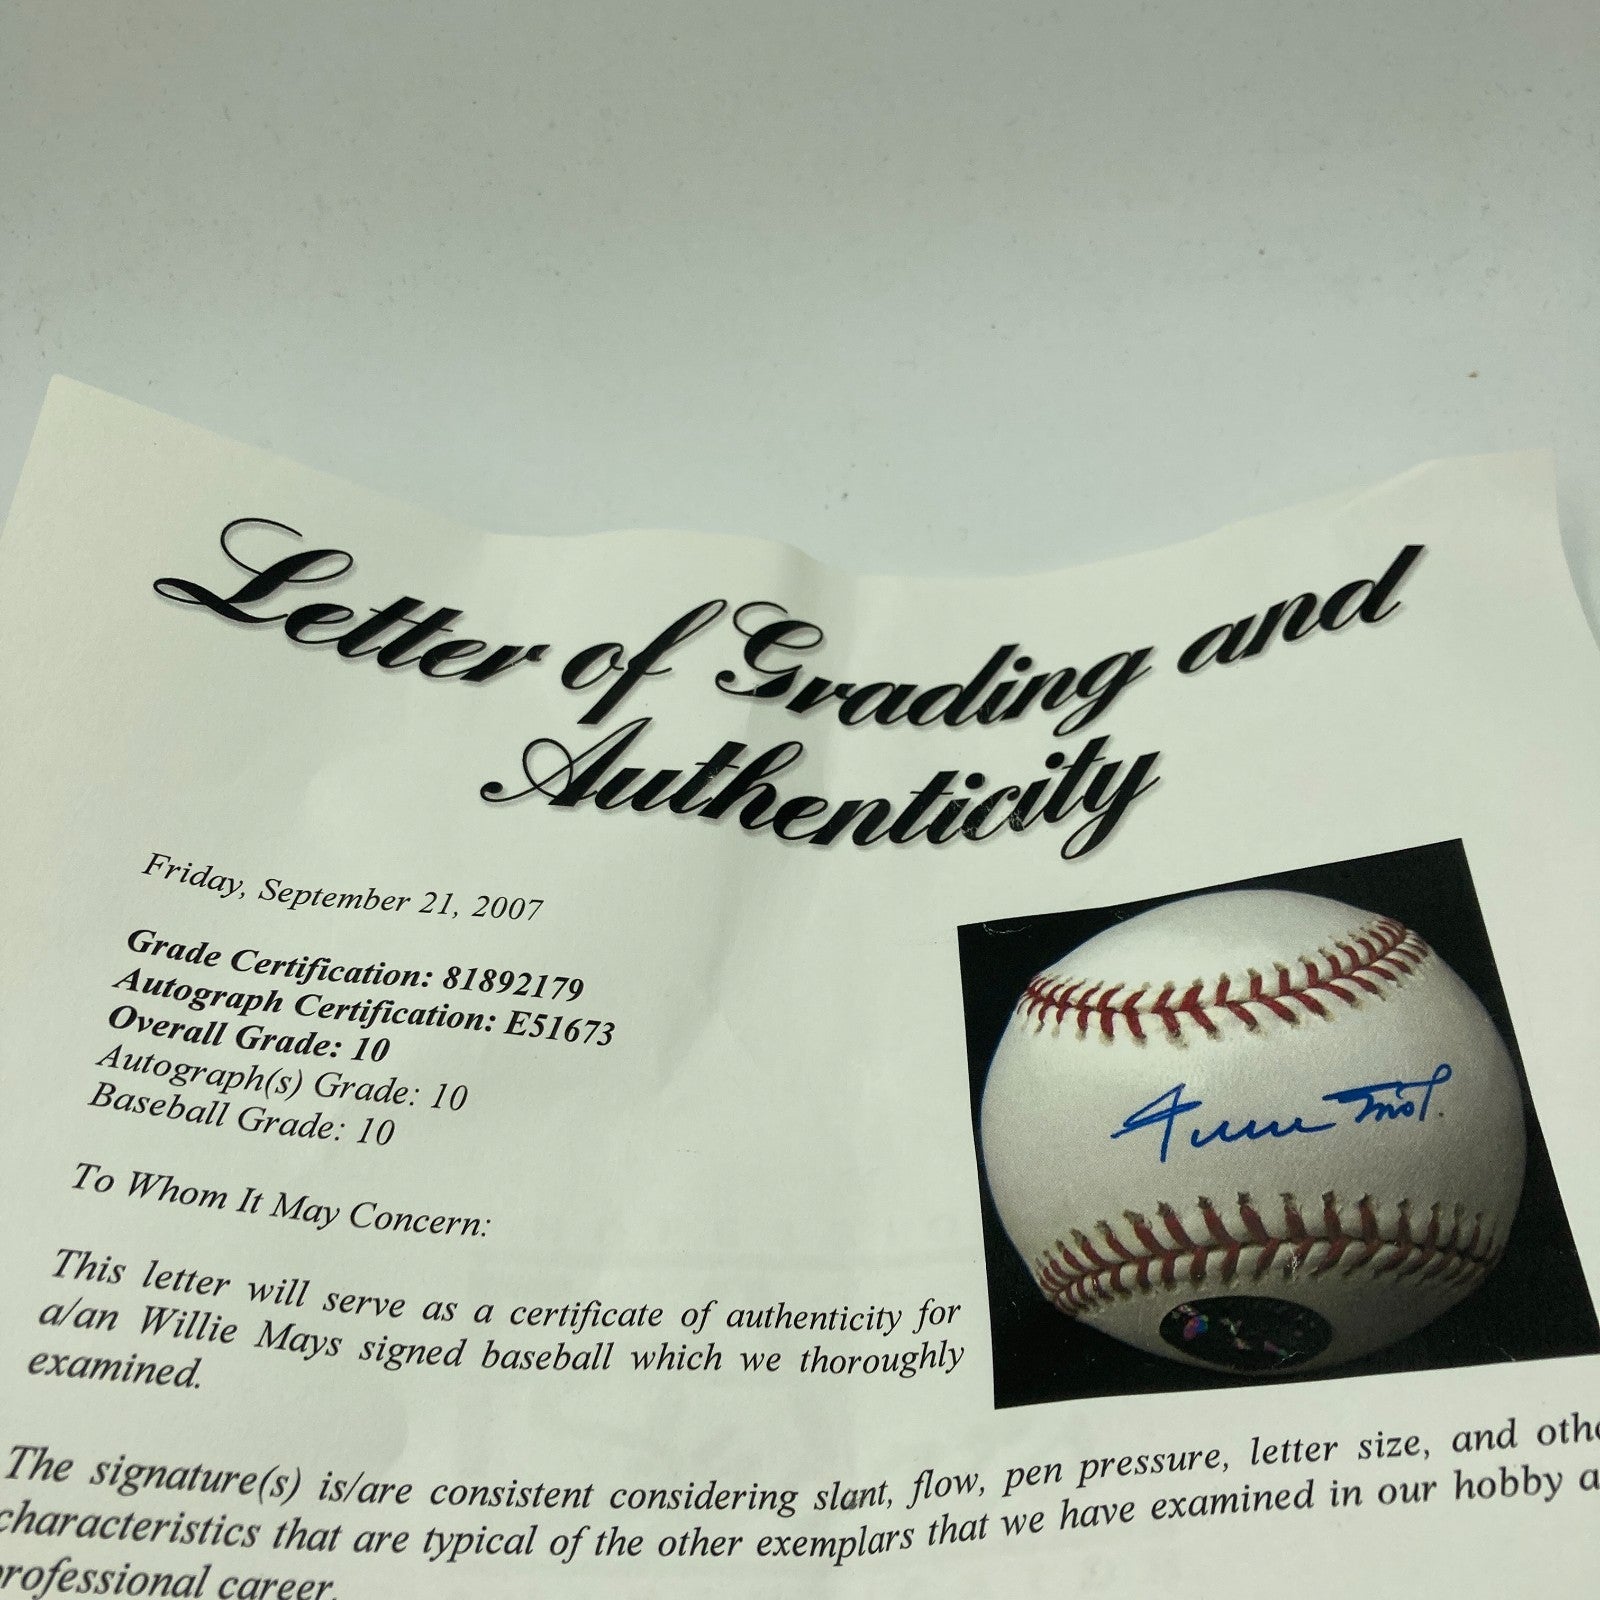 Letter of Grading and
Authenticity
Friday, September 21, 2007
Grade Certification: 81892179
Autograph Certification: E51673
Overall Grade: 10
Autograph(s) Grade: 10
Baseball Grade: 10
To Whom It May Concern:
This letter will serve as a certificate of authenticity for
a/an Willie Mays signed baseball which we thoroughly
examined.
Willie Mays
The signature(s) is/are consistent considering slant, flow, pen pressure, letter size, and othe
characteristics that are typical of the other exemplars that we have examined in our hobby a
rofessional career.